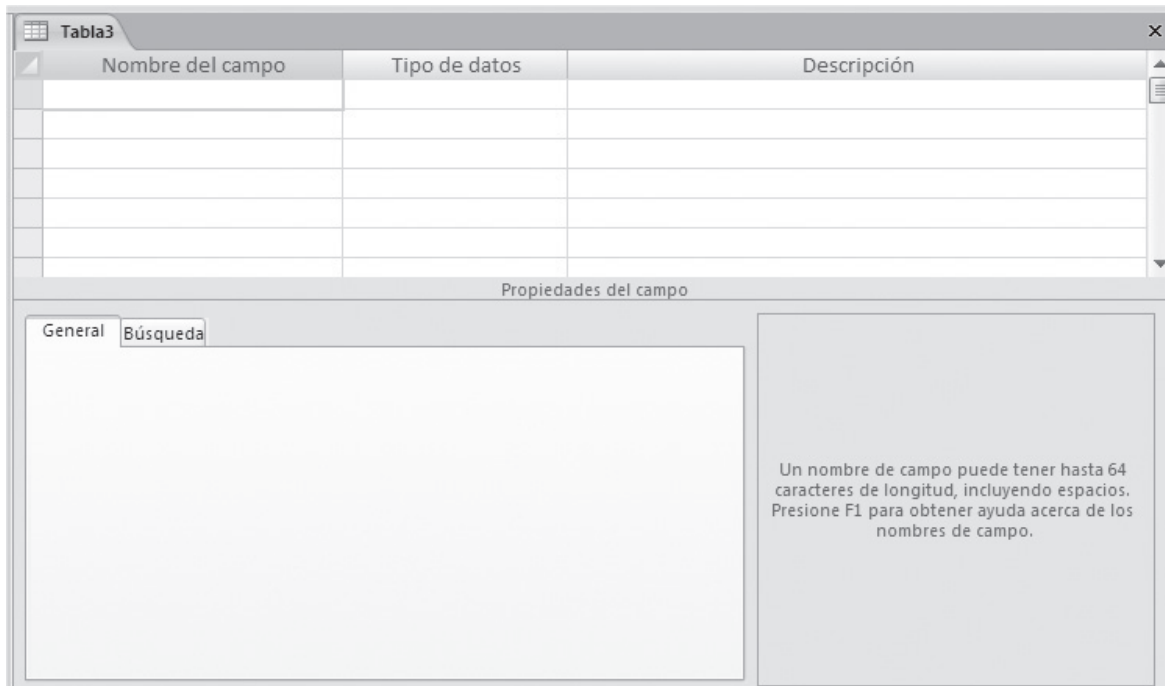 Tabla3
Nombre del campo Tipo de datos Descripción
Propiedades del campo
General Búsqueda
Un nombre de campo puede tener hasta 64
caracteres de longitud, incluyendo espacios.
Presione F1 para obtener ayuda acerca de los
nombres de campo.